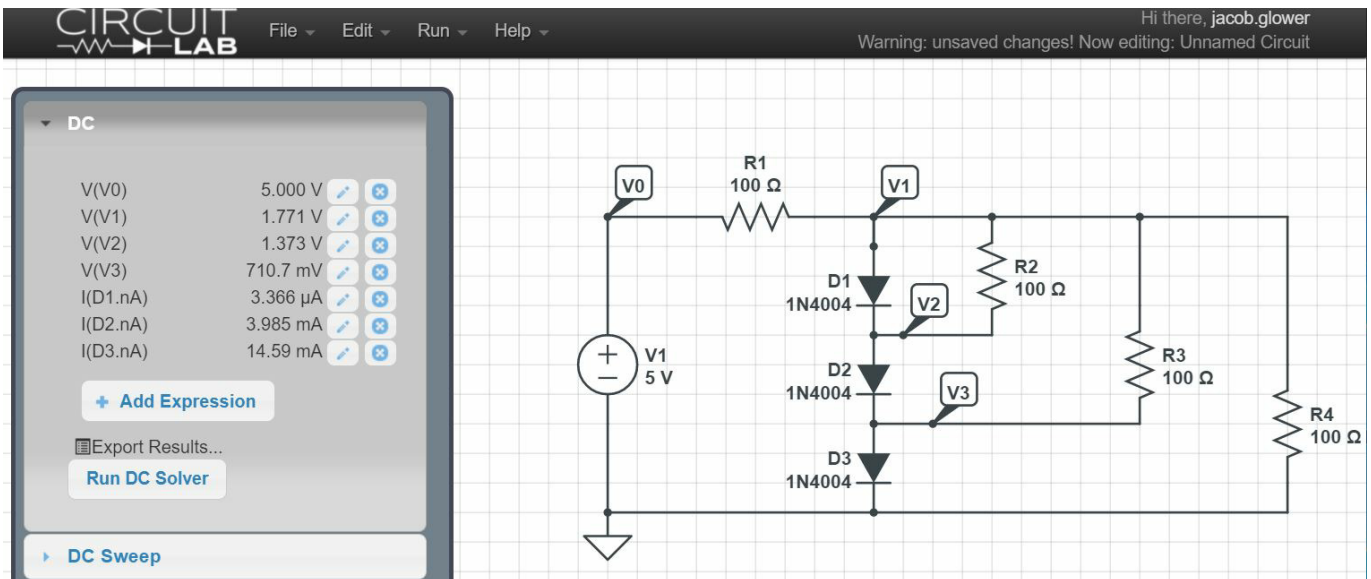 CIRCUIT
LAB
File Edit Run Help
Hi there, jacob.glower
Warning: unsaved changes! Now editing: Unnamed Circuit
DC
V(V0) 5.000 V
V(V1) 1.771 V
V(V2) 1.373 V
V(V3) 710.7 mV
I(D1.nA) 3.366 µA
I(D2.nA) 3.985 mA
I(D3.nA) 14.59 mA
+ Add Expression
Export Results...
Run DC Solver
DC Sweep
V0
R1
100 Ω
V1
D1
1N4004
V2
R2
100 Ω
V1
5 V
D2
1N4004
V3
R3
100 Ω
D3
1N4004
R4
100 Ω